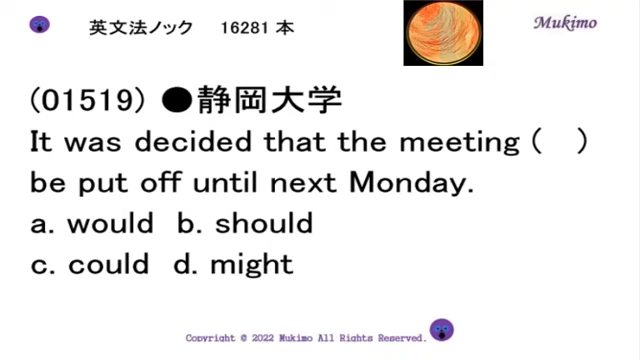 英文法ノック　16281 本
Mukimo
(01519) ●静岡大学
It was decided that the meeting (　)
be put off until next Monday.
a. would b. should
c. could d. might
Copyright © 2022 Mukimo All Rights Reserved.